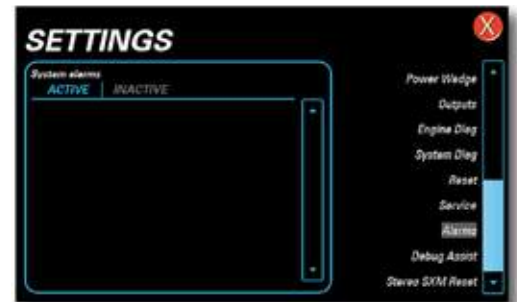 SETTINGS
X
System alarms
ACTIVE INACTIVE
Power Wedge
Outputs
Engine Diag
System Diag
Reset
Service
Alarms
Debug Assist
Stereo SXM Reset